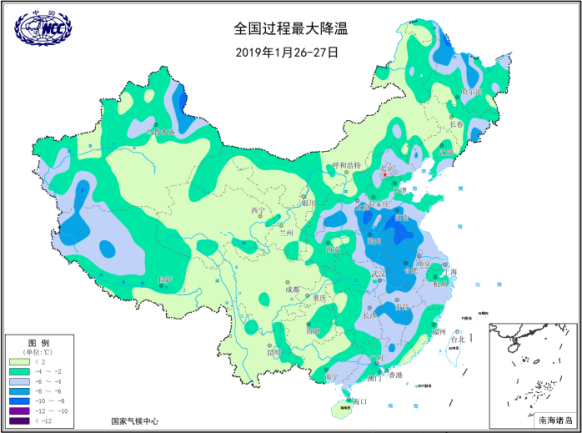 中国
NCC
全国过程最大降温
2019年1月26-27日
哈尔滨
长春
乌鲁木齐
沈阳
呼和浩特
北京
天津
石家庄
银川
西宁
兰州
济南
郑州
西安
南京
合肥
上海
拉萨
武汉
杭州
成都
重庆
南昌
长沙
贵阳
福州
台北
昆明
广州
南宁
澳门
香港
海口
图 例
(单位:℃)
< 2
-4 ~ -2
-6 ~ -4
-8 ~ -6
-10 ~ -8
-12 ~ -10
< -12
国家气候中心
南海诸岛